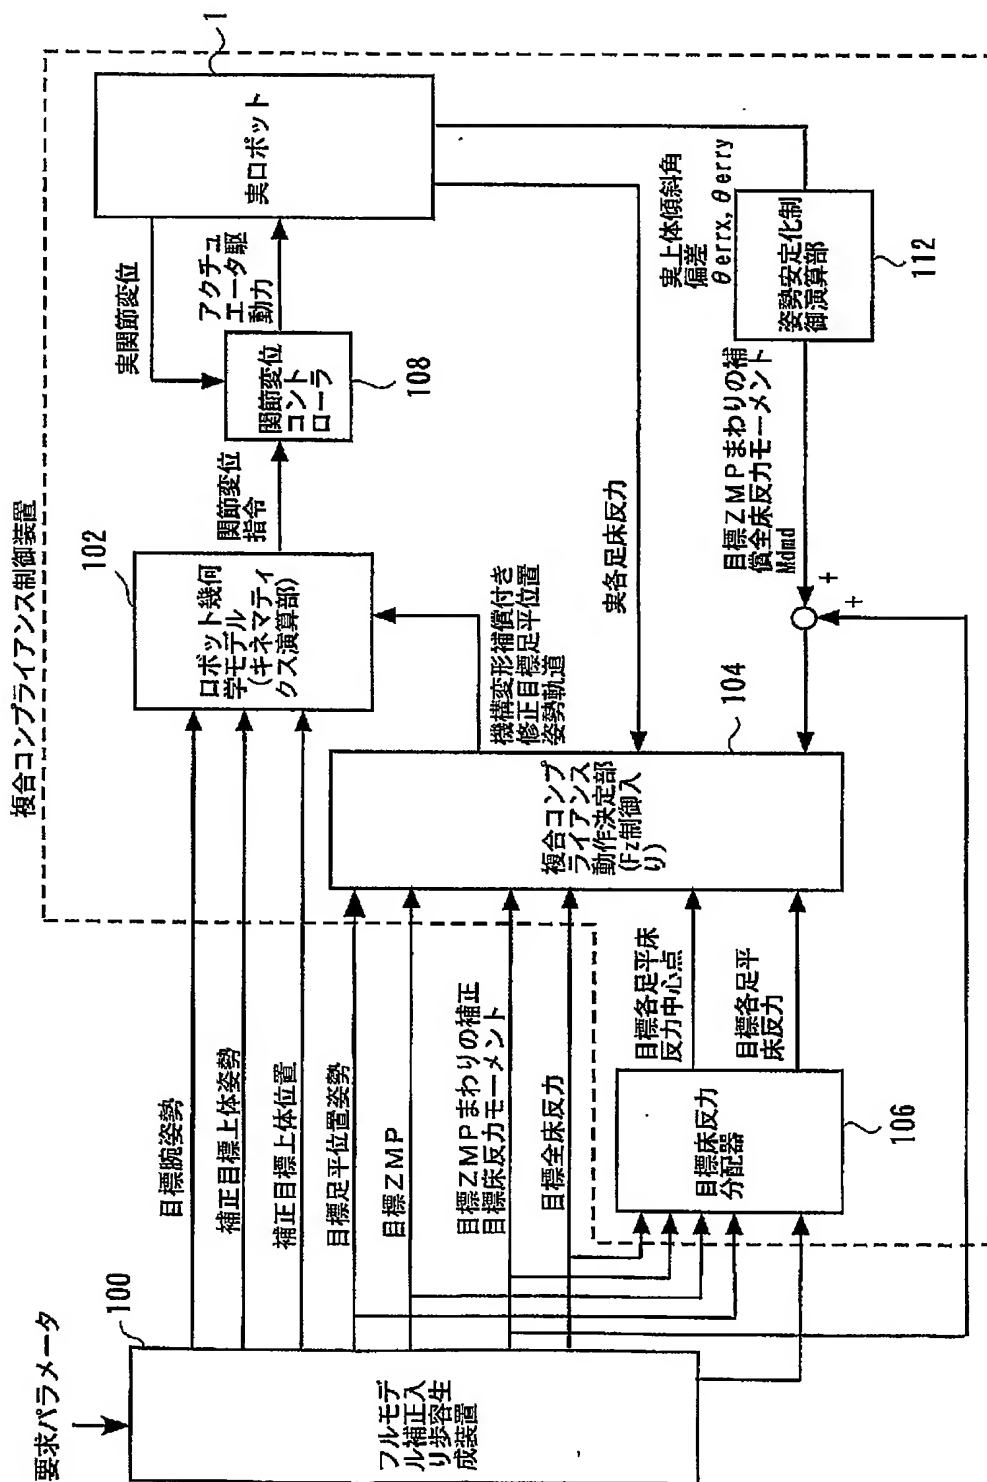 要求パラメータ
100
フルモデ
ル補正入
り歩容生
成装置
目標腕姿勢
補正目標上体姿勢
補正目標上体位置
目標足平位置姿勢
目標ZMP
目標ZMPまわりの補正
目標床反力モーメント
目標全床反力
目標床反力
分配器
106
目標各足平床
反力中心点
目標各足平
床反力
複合コンプライアンス制御装置
102
ロボット幾何
学モデル
(キネマティ
クス演算部)
機構変形補償付き
修正目標足平位置
姿勢軌道
複合コンプ
ライアンス
動作決定部
(Fz制御入
り)
104
関節変位
指令
関節変位
コント
ローラ
108
実関節変位
アクチュ
エータ駆
動力
実ロボット
1
実各足床反力
実上体傾斜角
偏差
θerrx, θerry
姿勢安定化制
御演算部
112
目標ZMPまわりの補
償全床反力モーメント
Mdmd
+
+